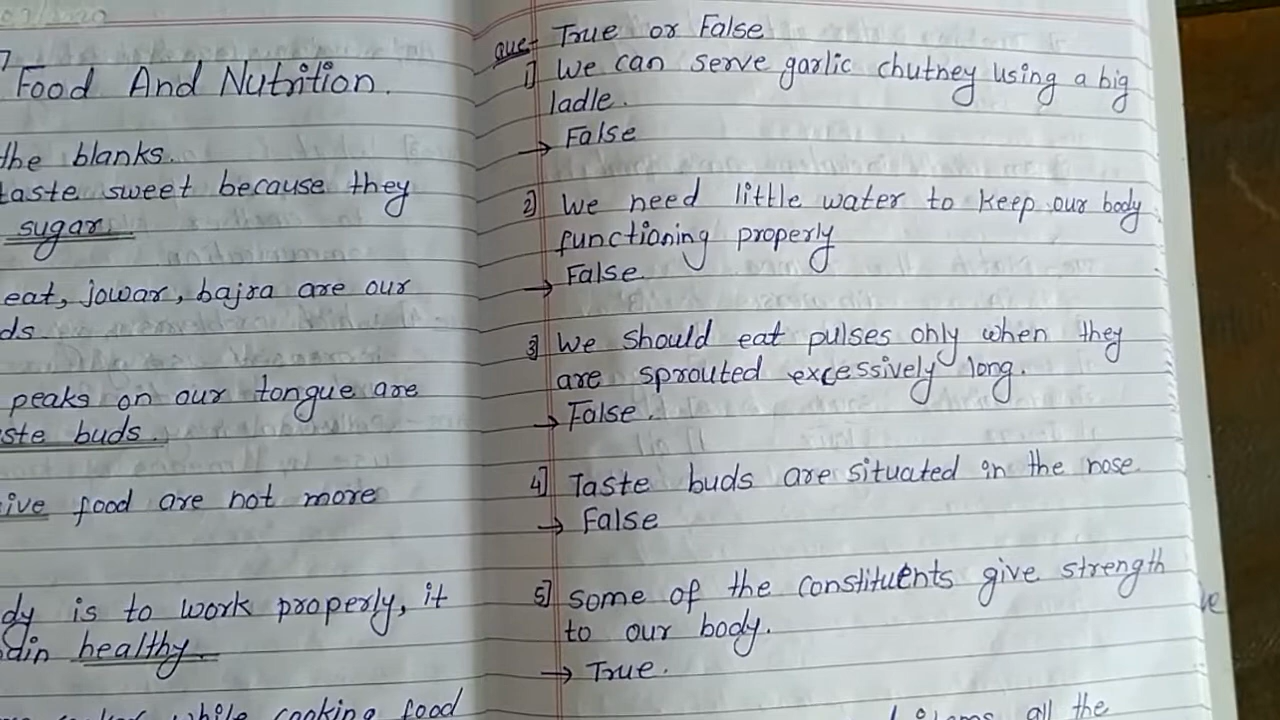 Food And Nutrition.
the blanks.
taste sweet because they
sugar.
eat, jowar, bajra are our
ds.
peaks on our tongue are
ste buds.
ive food are not more
dy is to work properly, it
din healthy.
while cooking food
Que- True or False
1] We can serve garlic chutney using a big
ladle.
→ False
2] We need little water to keep our body
functioning properly
→ False.
3] We should eat pulses only when they
are sprouted excessively long.
→ False.
4] Taste buds are situated in the nose.
→ False
5] Some of the constituents give strength
to our body.
→ True.
all the